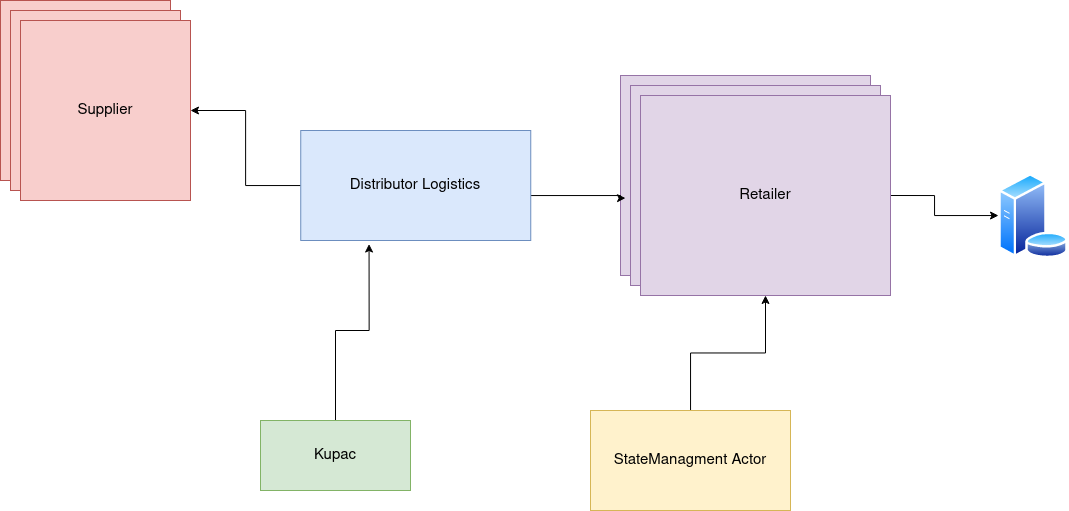 Supplier
Distributor Logistics
Retailer
Kupac
StateManagment Actor